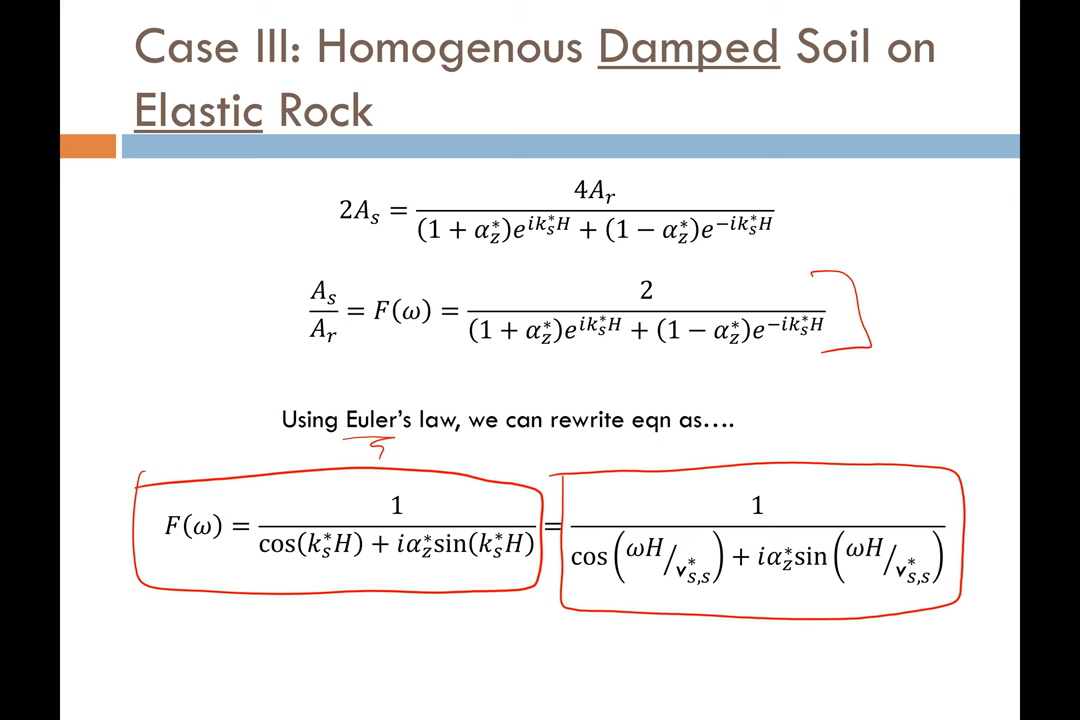 Case III: Homogenous Damped Soil on
Elastic Rock
2A_s = 4A_r / ((1 + α_z^*)e^{ik_s^*H} + (1 − α_z^*)e^{−ik_s^*H})
A_s/A_r = F(ω) = 2 / ((1 + α_z^*)e^{ik_s^*H} + (1 − α_z^*)e^{−ik_s^*H})
Using Euler's law, we can rewrite eqn as….
F(ω) = 1 / (cos(k_s^*H) + iα_z^*sin(k_s^*H)) = 1 / (cos(ωH/v_{s,s}^*) + iα_z^*sin(ωH/v_{s,s}^*))